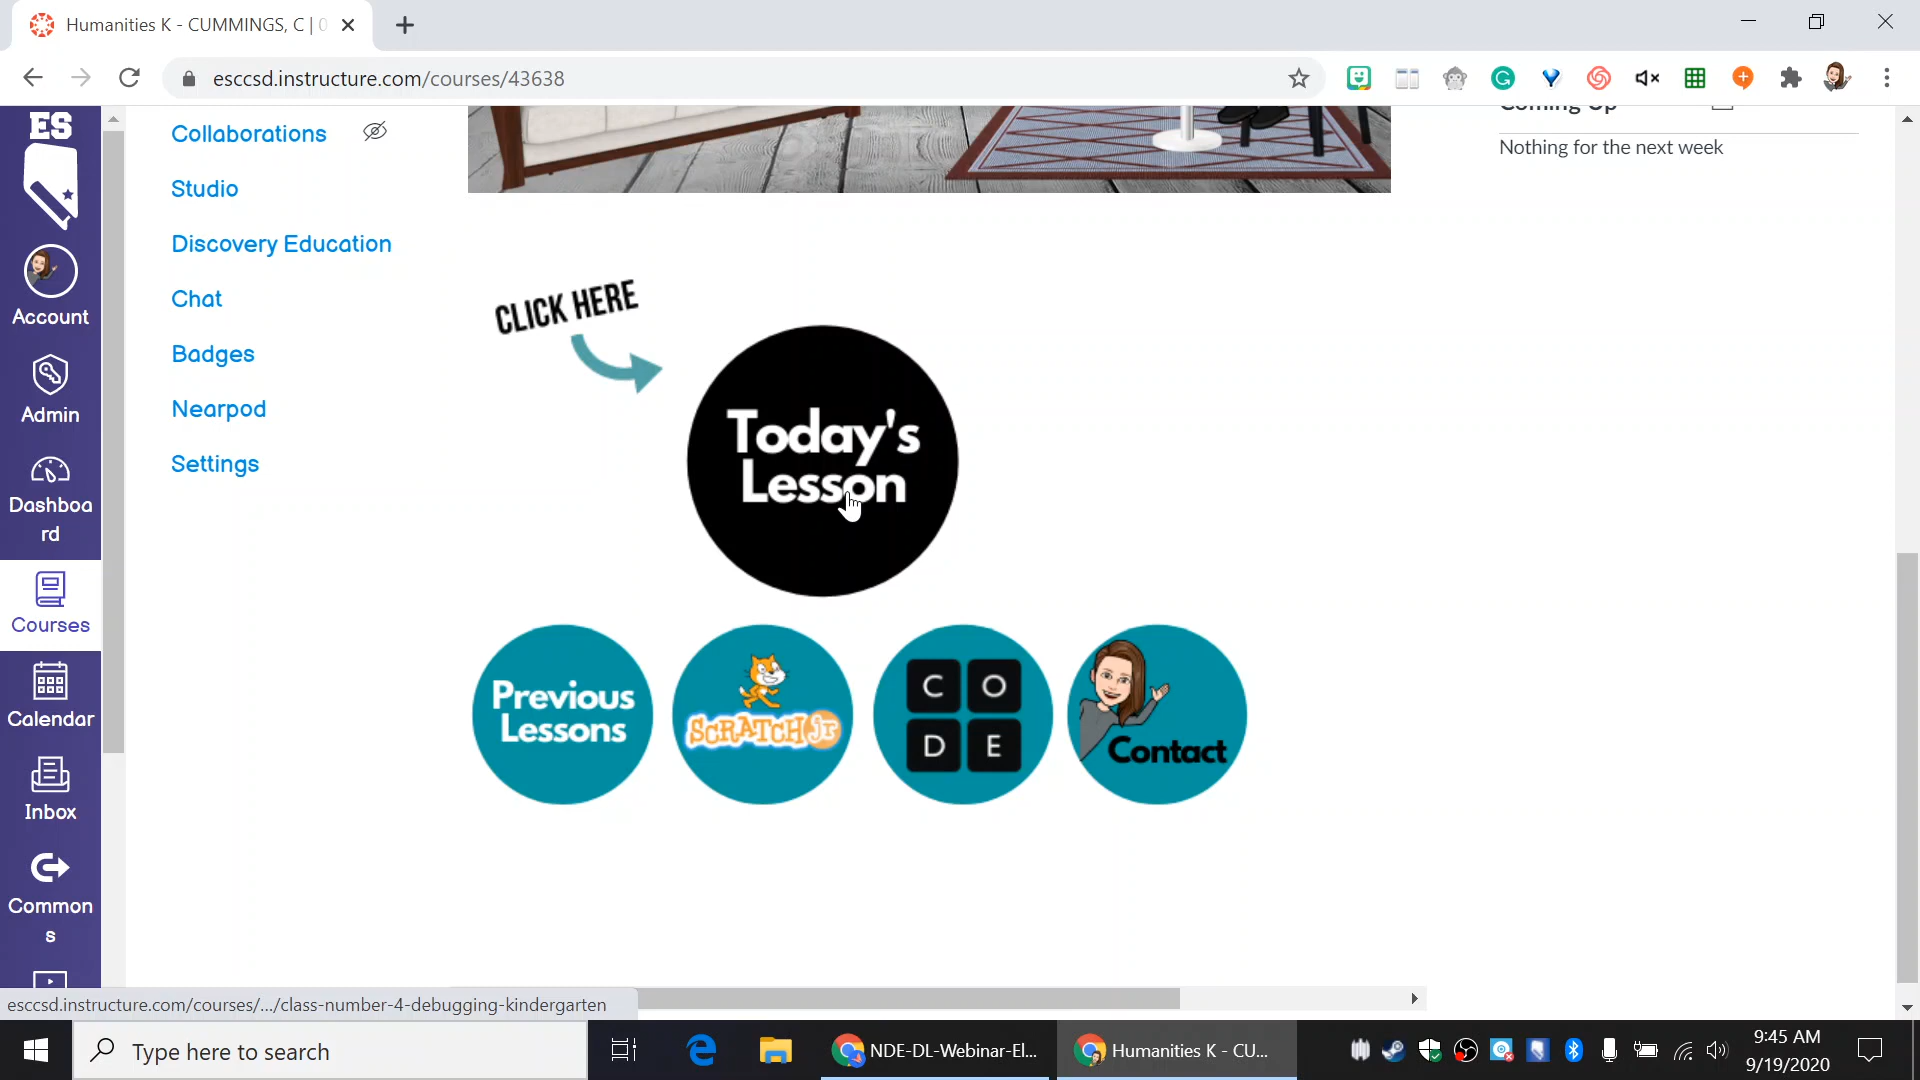 Humanities K - CUMMINGS, C | 0
esccsd.instructure.com/courses/43638
ES
Account
Admin
Dashboa
rd
Courses
Calendar
Inbox
Common
s
Collaborations
Studio
Discovery Education
Chat
Badges
Nearpod
Settings
CLICK HERE
Today's
Lesson
Previous
Lessons
SCRATCH jr
C O
D E
Contact
Coming Up
Nothing for the next week
esccsd.instructure.com/courses/.../class-number-4-debugging-kindergarten
Type here to search
NDE-DL-Webinar-El...
Humanities K - CU...
9:45 AM
9/19/2020